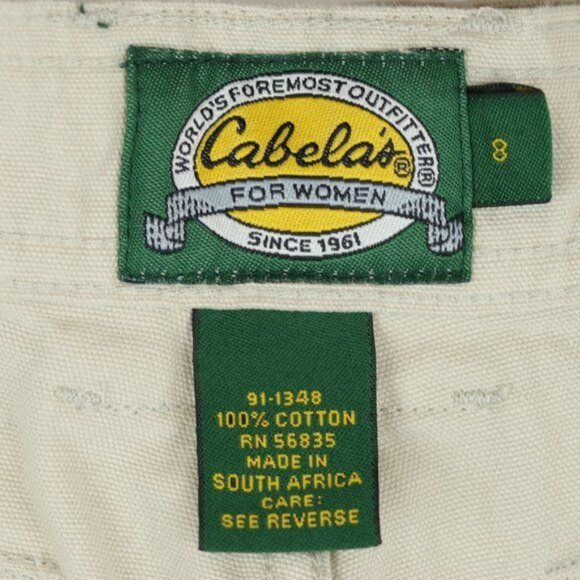 WORLD'S FOREMOST OUTFITTER®
Cabela's®
FOR WOMEN
SINCE 1961
8
91-1348
100% COTTON
RN 56835
MADE IN
SOUTH AFRICA
CARE:
SEE REVERSE